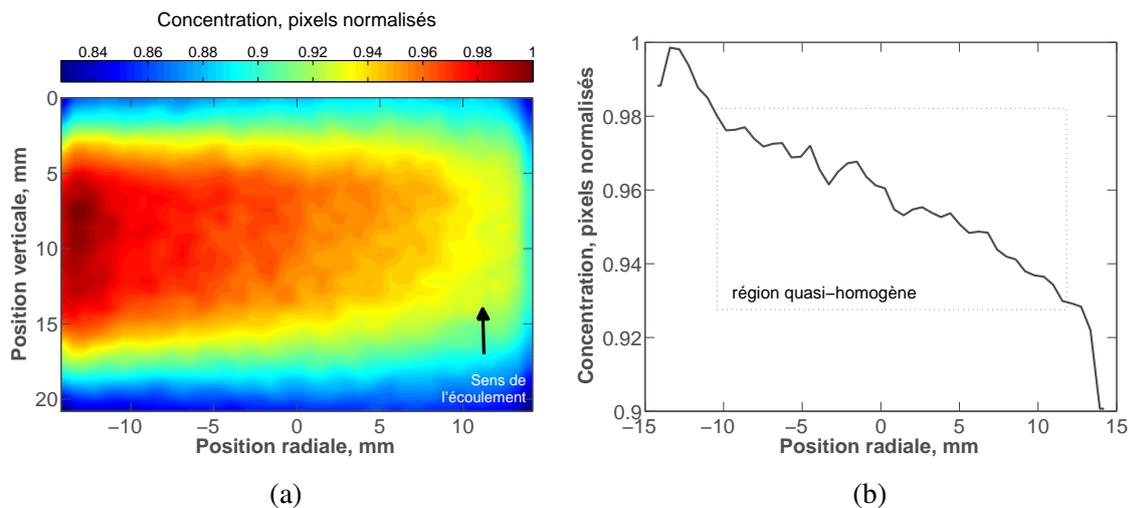 Concentration, pixels normalisés
0.84 0.86 0.88 0.9 0.92 0.94 0.96 0.98 1
0
5
10
15
20
Position verticale, mm
Sens de
l'écoulement
−10 −5 0 5 10
Position radiale, mm
(a)
1
0.98
0.96
0.94
0.92
0.9
Concentration, pixels normalisés
région quasi−homogène
−15 −10 −5 0 5 10 15
Position radiale, mm
(b)